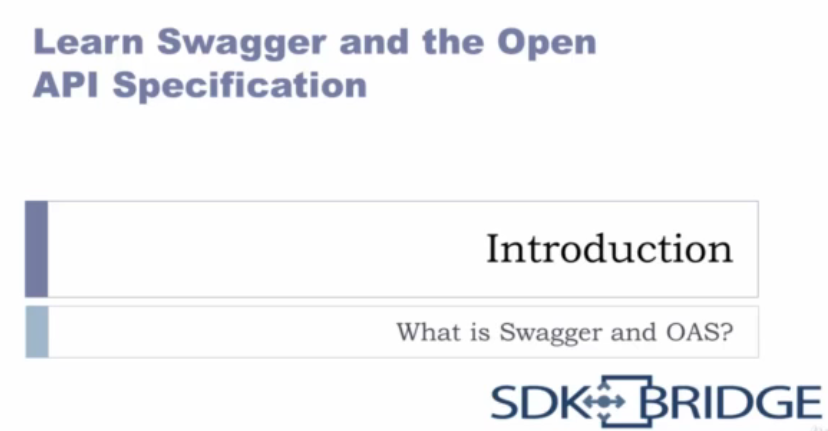 Learn Swagger and the Open
API Specification
Introduction
What is Swagger and OAS?
SDK BRIDGE